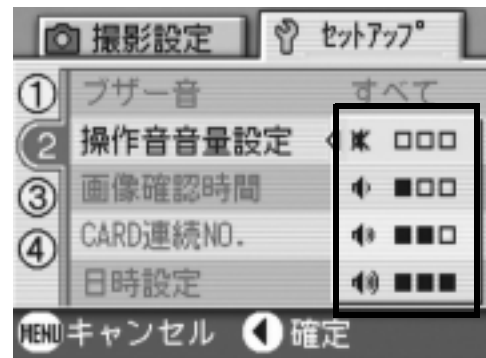 撮影設定 セットアップ
① ブザー音 すべて
2 操作音音量設定 □□□
③ 画像確認時間 ■□□
④ CARD連続NO. ■■□
日時設定 ■■■
MENU キャンセル 確定